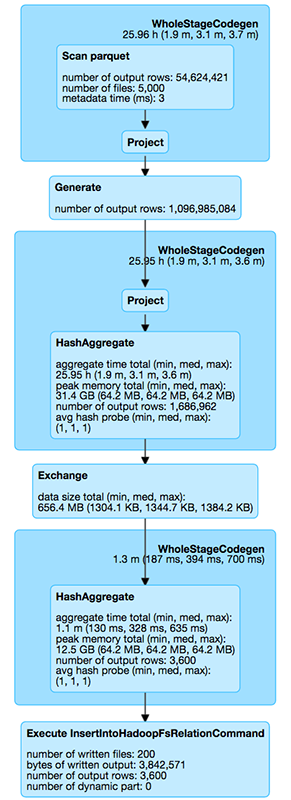 WholeStageCodegen
25.96 h (1.9 m, 3.1 m, 3.7 m)
Scan parquet
number of output rows: 54,624,421
number of files: 5,000
metadata time (ms): 3
Project
Generate
number of output rows: 1,096,985,084
WholeStageCodegen
25.95 h (1.9 m, 3.1 m, 3.6 m)
Project
HashAggregate
aggregate time total (min, med, max):
25.95 h (1.9 m, 3.1 m, 3.6 m)
peak memory total (min, med, max):
31.4 GB (64.2 MB, 64.2 MB, 64.2 MB)
number of output rows: 1,686,962
avg hash probe (min, med, max):
(1, 1, 1)
Exchange
data size total (min, med, max):
656.4 MB (1304.1 KB, 1344.7 KB, 1384.2 KB)
WholeStageCodegen
1.3 m (187 ms, 394 ms, 700 ms)
HashAggregate
aggregate time total (min, med, max):
1.1 m (130 ms, 328 ms, 635 ms)
peak memory total (min, med, max):
12.5 GB (64.2 MB, 64.2 MB, 64.2 MB)
number of output rows: 3,600
avg hash probe (min, med, max):
(1, 1, 1)
Execute InsertIntoHadoopFsRelationCommand
number of written files: 200
bytes of written output: 3,842,571
number of output rows: 3,600
number of dynamic part: 0